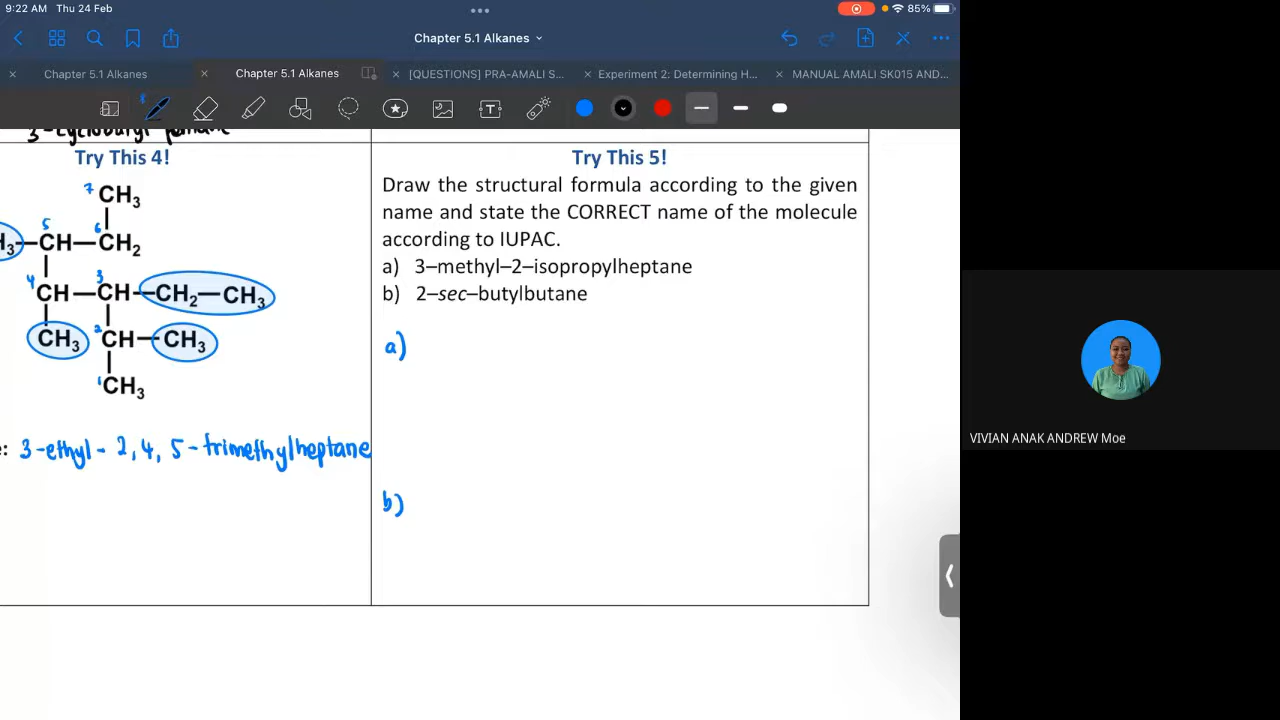 9:22 AM Thu 24 Feb
85%
Chapter 5.1 Alkanes
Chapter 5.1 Alkanes
Chapter 5.1 Alkanes
[QUESTIONS] PRA-AMALI S...
Experiment 2: Determining H...
MANUAL AMALI SK015 AND...
3-cyclobutyl
Try This 4!
7 CH3
5 6
H3—CH—CH2
4 3
CH—CH—CH2—CH3
CH3 2 CH—CH3
1 CH3
e: 3-ethyl-2,4,5-trimethylheptane
Try This 5!
Draw the structural formula according to the given
name and state the CORRECT name of the molecule
according to IUPAC.
a) 3–methyl–2–isopropylheptane
b) 2–sec–butylbutane
a)
b)
VIVIAN ANAK ANDREW Moe